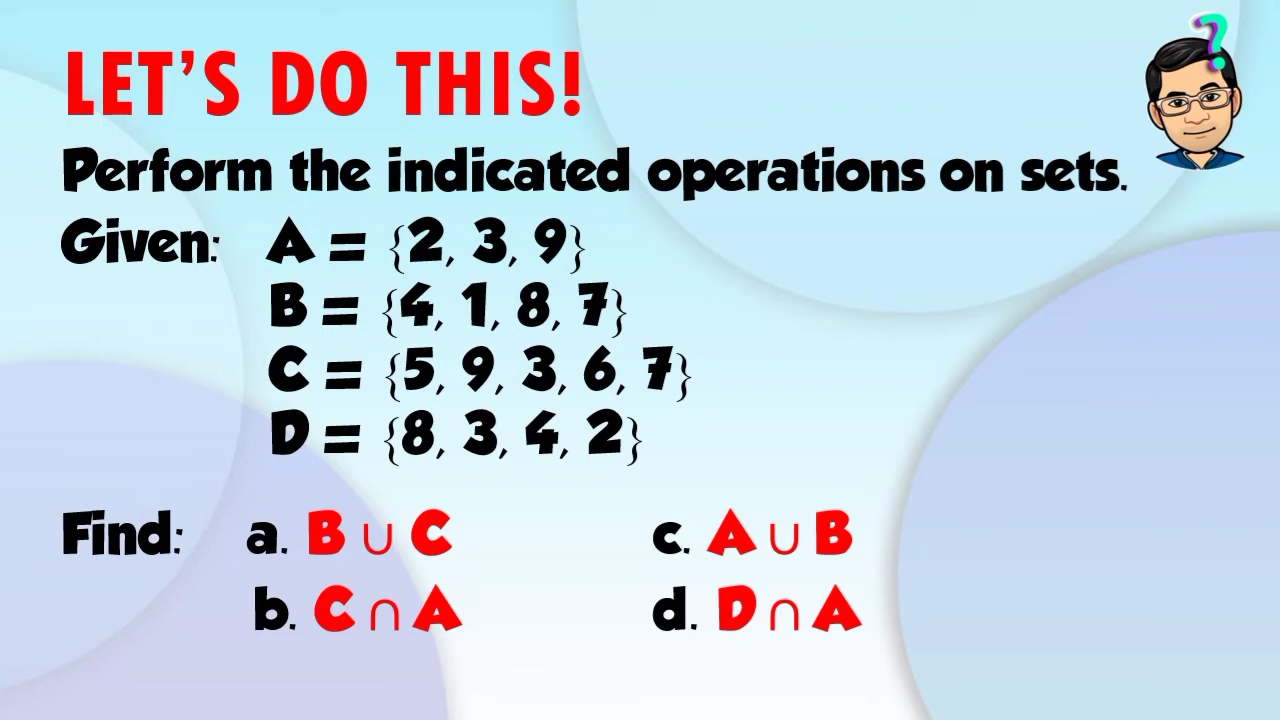 LET'S DO THIS!
Perform the indicated operations on sets.
Given: A = {2, 3, 9}
B = {4, 1, 8, 7}
C = {5, 9, 3, 6, 7}
D = {8, 3, 4, 2}
Find: a. B ∪ C c. A ∪ B
b. C ∩ A d. D ∩ A